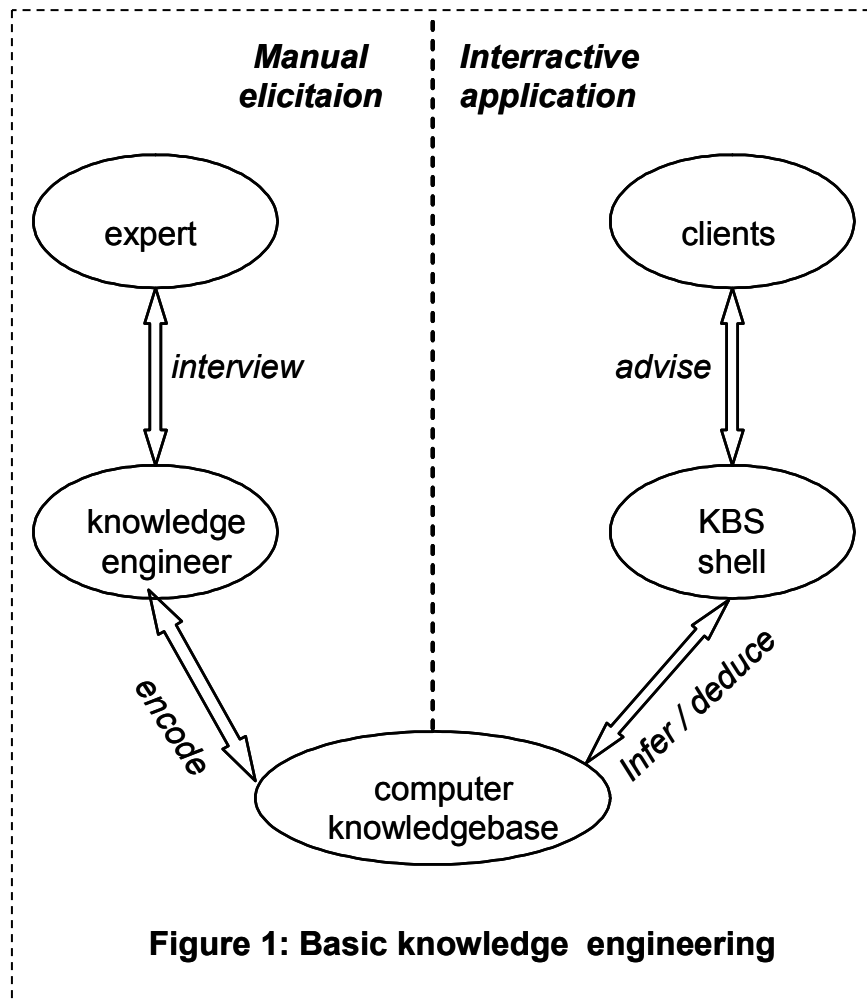 Manual
elicitaion
Interractive
application
expert
clients
interview
advise
knowledge
engineer
KBS
shell
encode
Infer / deduce
computer
knowledgebase
Figure 1: Basic knowledge engineering